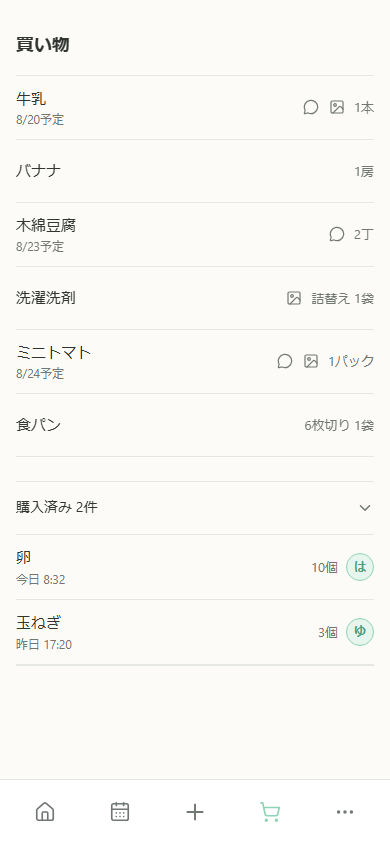 買い物
牛乳
1本
8/20予定
バナナ
1房
木綿豆腐
2丁
8/23予定
洗濯洗剤
詰替え 1袋
ミニトマト
1パック
8/24予定
食パン
6枚切り 1袋
購入済み 2件
卵
10個
は
今日 8:32
玉ねぎ
3個
ゆ
昨日 17:20